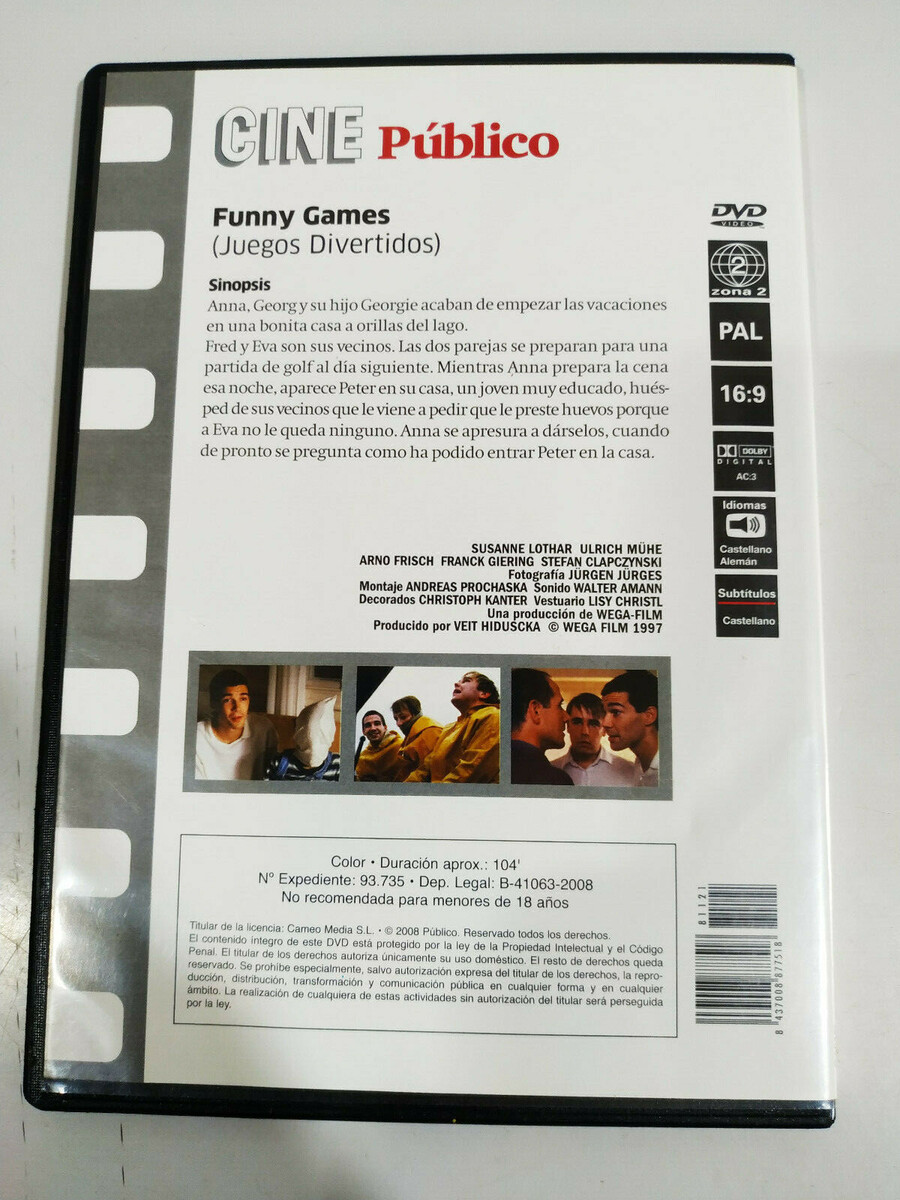 CINE Público
Funny Games
(Juegos Divertidos)
Sinopsis
Anna, Georg y su hijo Georgie acaban de empezar las vacaciones
en una bonita casa a orillas del lago.
Fred y Eva son sus vecinos. Las dos parejas se preparan para una
partida de golf al día siguiente. Mientras Anna prepara la cena
esa noche, aparece Peter en su casa, un joven muy educado, hués-
ped de sus vecinos que le viene a pedir que le preste huevos porque
a Eva no le queda ninguno. Anna se apresura a dárselos, cuando
de pronto se pregunta como ha podido entrar Peter en la casa.
DVD
VIDEO
2
zona 2
PAL
16:9
DOLBY
DIGITAL
AC:3
Idiomas
Castellano
Alemán
Subtítulos
Castellano
SUSANNE LOTHAR ULRICH MÜHE
ARNO FRISCH FRANCK GIERING STEFAN CLAPCZYNSKI
Fotografía JÜRGEN JÜRGES
Montaje ANDREAS PROCHASKA Sonido WALTER AMANN
Decorados CHRISTOPH KANTER Vestuario LISY CHRISTL
Una producción de WEGA-FILM
Producido por VEIT HIDUSCKA © WEGA FILM 1997
Color • Duración aprox.: 104'
Nº Expediente: 93.735 • Dep. Legal: B-41063-2008
No recomendada para menores de 18 años
Titular de la licencia: Cameo Media S.L. • © 2008 Público. Reservado todos los derechos.
El contenido integro de este DVD está protegido por la ley de la Propiedad Intelectual y el Código
Penal. El titular de los derechos autoriza únicamente su uso doméstico. El resto de derechos queda
reservado. Se prohíbe especialmente, salvo autorización expresa del titular de los derechos, la repro-
ducción, distribución, transformación y comunicación pública en cualquier forma y en cualquier
ámbito. La realización de cualquiera de estas actividades sin autorización del titular será perseguida
por la ley.
81121
8 437008 877518